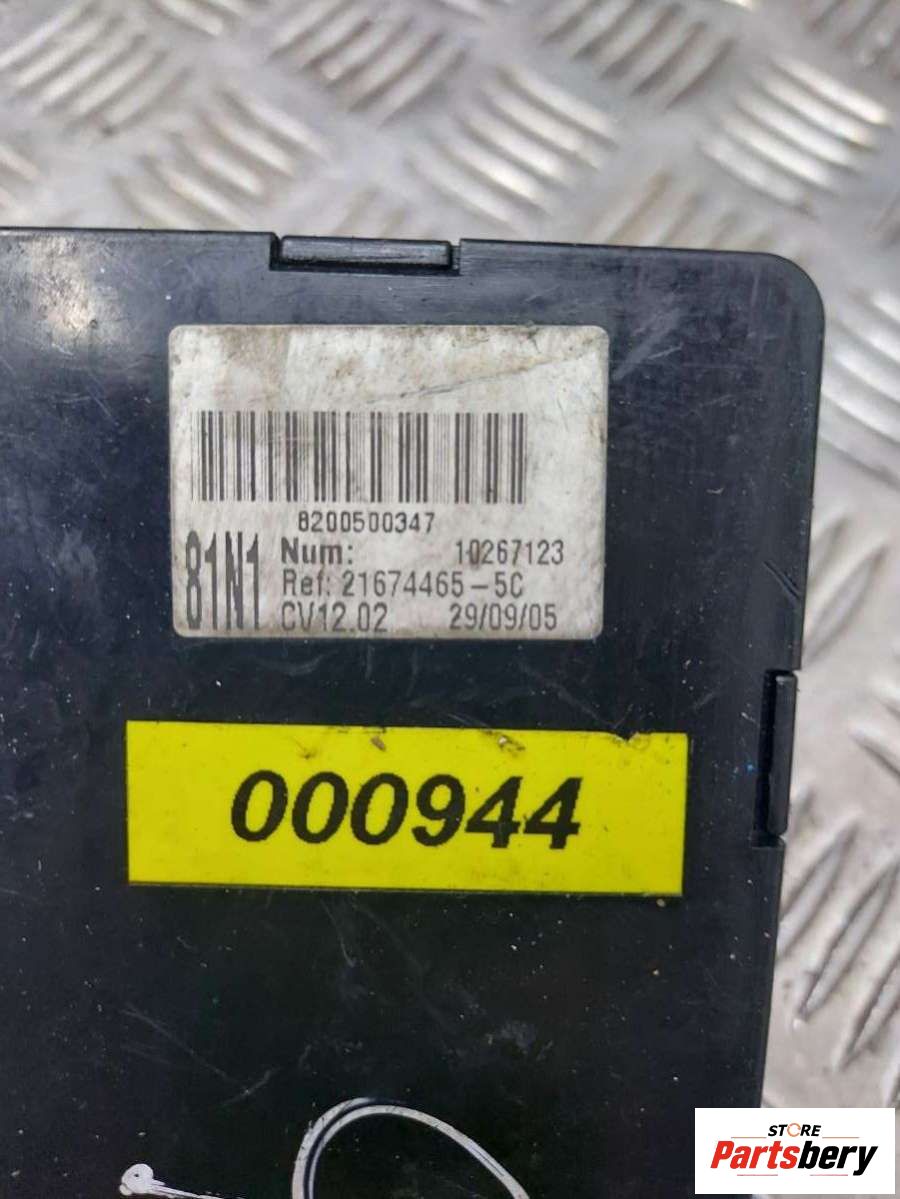 8200500347
81N1
Num: 10267123
Ref: 21674465-5C
CV12.02 29/09/05
000944
STORE
Partsbery